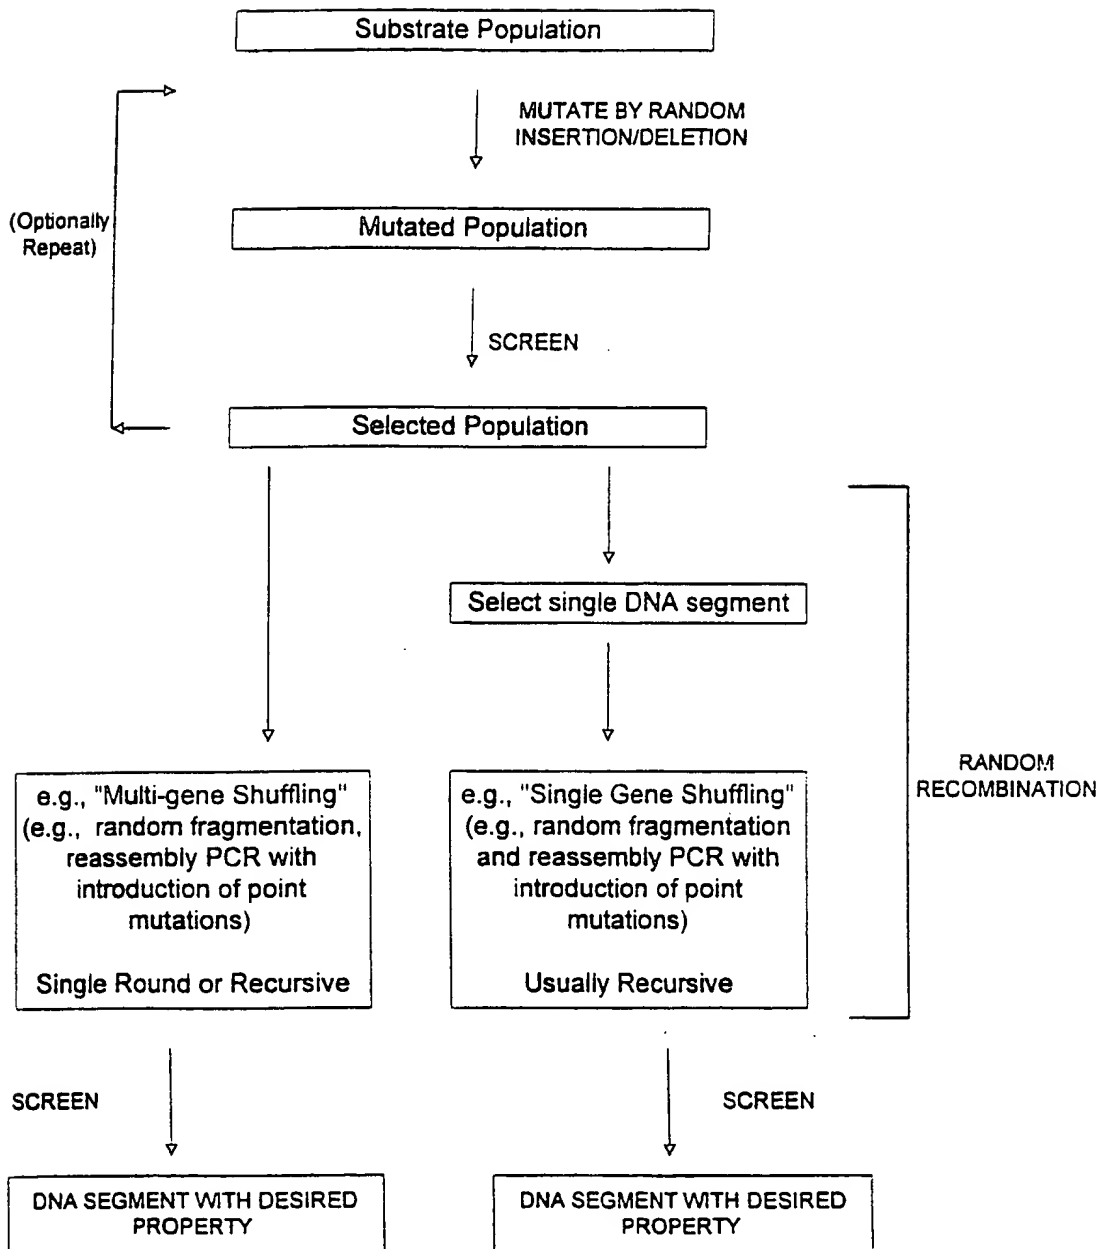 Substrate Population
MUTATE BY RANDOM
INSERTION/DELETION
(Optionally
Repeat)
Mutated Population
SCREEN
Selected Population
Select single DNA segment
RANDOM
RECOMBINATION
e.g., "Multi-gene Shuffling"
(e.g., random fragmentation,
reassembly PCR with
introduction of point
mutations)
Single Round or Recursive
e.g., "Single Gene Shuffling"
(e.g., random fragmentation
and reassembly PCR with
introduction of point
mutations)
Usually Recursive
SCREEN
SCREEN
DNA SEGMENT WITH DESIRED
PROPERTY
DNA SEGMENT WITH DESIRED
PROPERTY